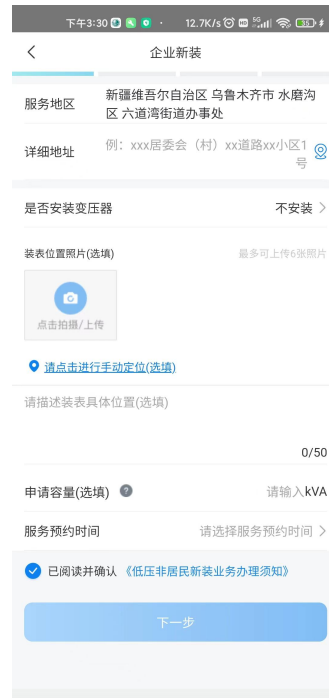 下午3:30 · 12.7K/s 5G
企业新装
服务地区
新疆维吾尔自治区 乌鲁木齐市 水磨沟
区 六道湾街道办事处
详细地址
例：xxx居委会（村）xx道路xx小区1
号
是否安装变压器 不安装
装表位置照片(选填) 最多可上传6张照片
点击拍摄/上传
请点击进行手动定位(选填)
请描述装表具体位置(选填)
0/50
申请容量(选填) ? 请输入kVA
服务预约时间 请选择服务预约时间
已阅读并确认 《低压非居民新装业务办理须知》
下一步